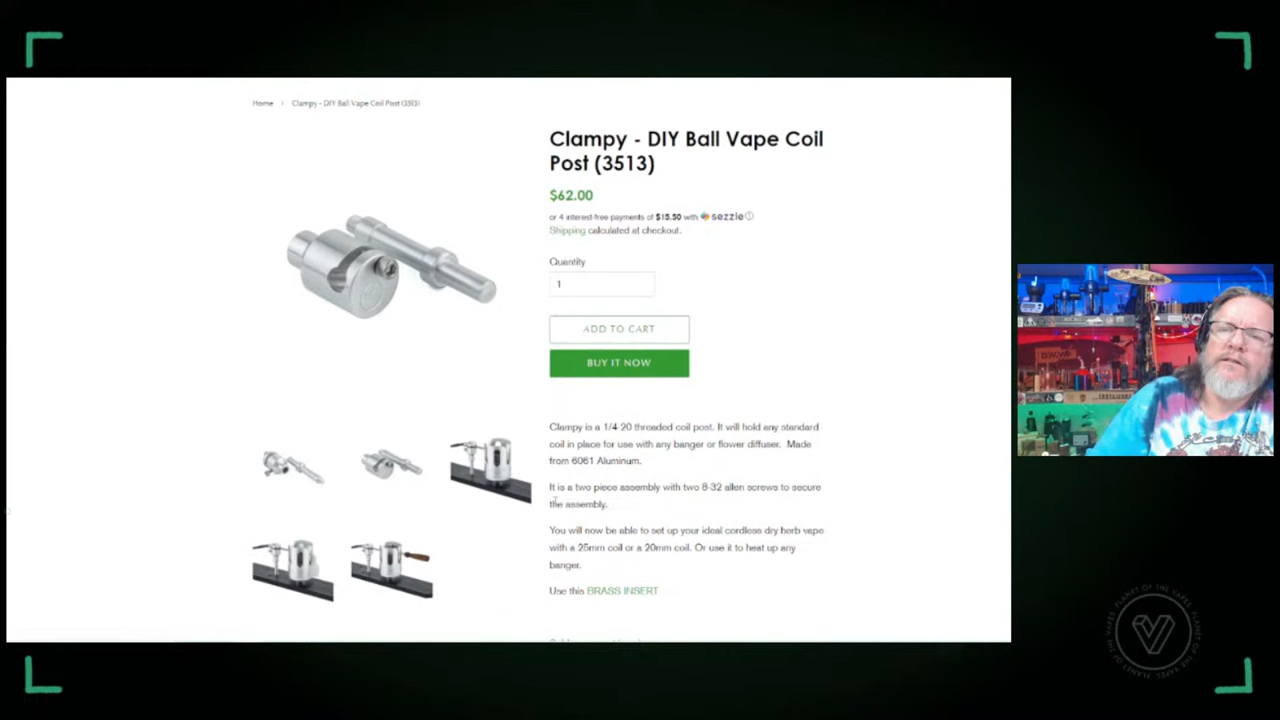 Home › Clampy - DIY Ball Vape Coil Post (3513)
Clampy - DIY Ball Vape Coil
Post (3513)
$62.00
or 4 interest-free payments of $15.50 with sezzle
Shipping calculated at checkout.
Quantity
1
ADD TO CART
BUY IT NOW
Clampy is a 1/4-20 threaded coil post. It will hold any standard
coil in place for use with any banger or flower diffuser. Made
from 6061 Aluminum.
It is a two piece assembly with two 8-32 allen screws to secure
the assembly.
You will now be able to set up your ideal cordless dry herb vape
with a 25mm coil or a 20mm coil. Or use it to heat up any
banger.
Use this BRASS INSERT
PLANET OF THE VAPES